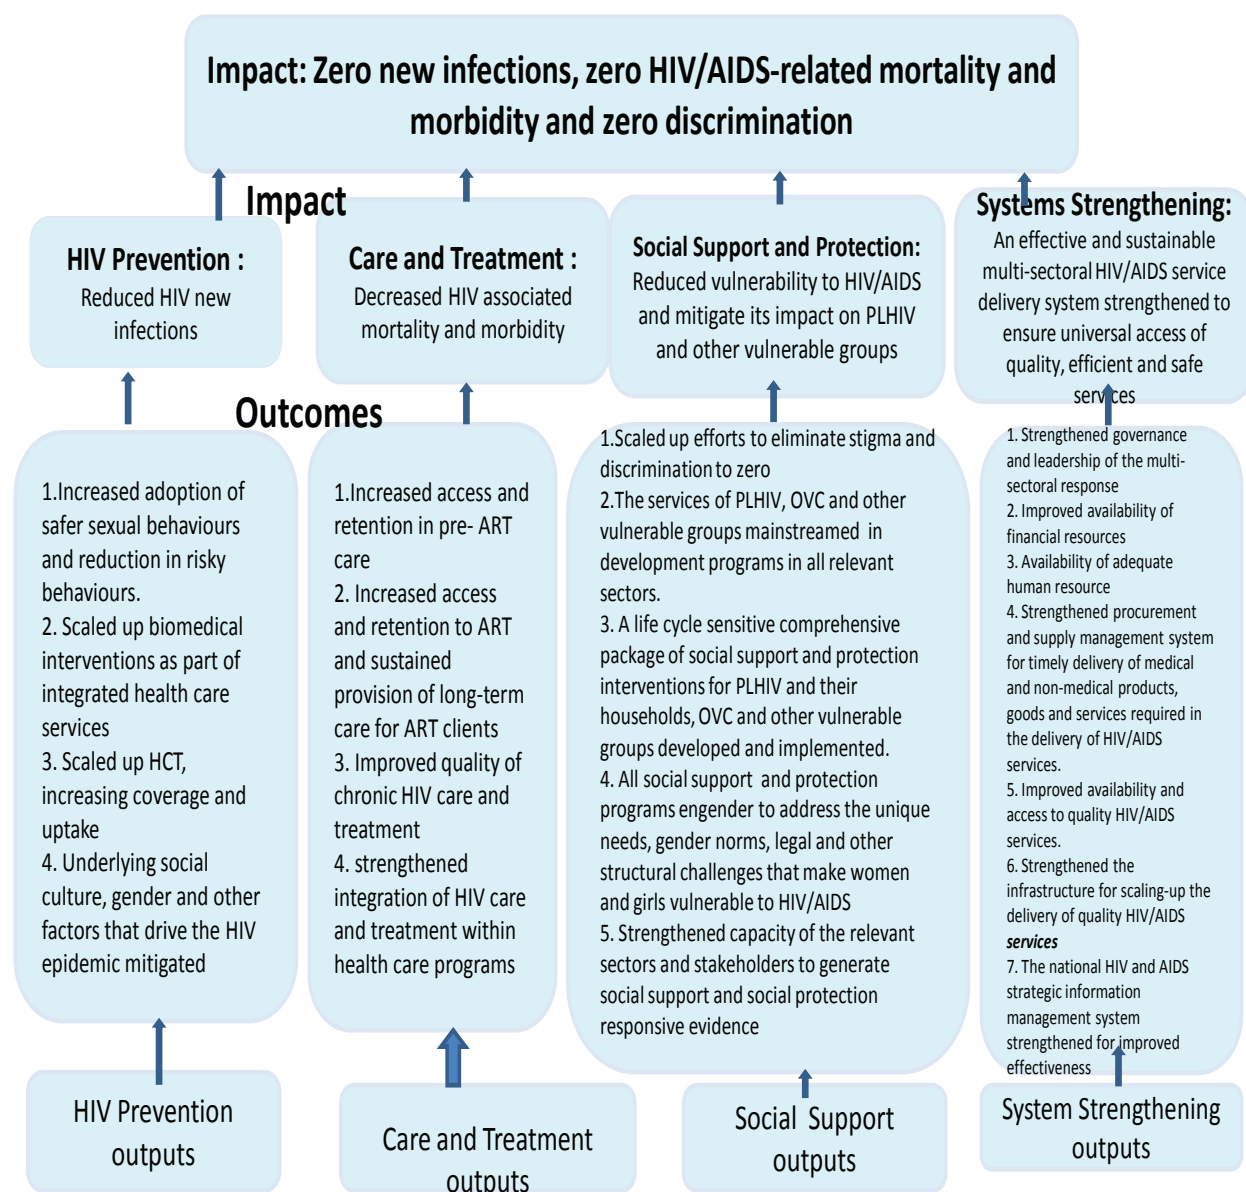 Impact: Zero new infections, zero HIV/AIDS-related mortality and
morbidity and zero discrimination
Impact
HIV Prevention :
Reduced HIV new
infections
Care and Treatment :
Decreased HIV associated
mortality and morbidity
Social Support and Protection:
Reduced vulnerability to HIV/AIDS
and mitigate its impact on PLHIV
and other vulnerable groups
Systems Strengthening:
An effective and sustainable
multi-sectoral HIV/AIDS service
delivery system strengthened to
ensure universal access of
quality, efficient and safe
services
Outcomes
1.Increased adoption of
safer sexual behaviours
and reduction in risky
behaviours.
2. Scaled up biomedical
interventions as part of
integrated health care
services
3. Scaled up HCT,
increasing coverage and
uptake
4. Underlying social
culture, gender and other
factors that drive the HIV
epidemic mitigated
1.Increased access and
retention in pre- ART
care
2. Increased access
and retention to ART
and sustained
provision of long-term
care for ART clients
3. Improved quality of
chronic HIV care and
treatment
4. strengthened
integration of HIV care
and treatment within
health care programs
1.Scaled up efforts to eliminate stigma and
discrimination to zero
2.The services of PLHIV, OVC and other
vulnerable groups mainstreamed in
development programs in all relevant
sectors.
3. A life cycle sensitive comprehensive
package of social support and protection
interventions for PLHIV and their
households, OVC and other vulnerable
groups developed and implemented.
4. All social support and protection
programs engender to address the unique
needs, gender norms, legal and other
structural challenges that make women
and girls vulnerable to HIV/AIDS
5. Strengthened capacity of the relevant
sectors and stakeholders to generate
social support and social protection
responsive evidence
1. Strengthened governance
and leadership of the multi-
sectoral response
2. Improved availability of
financial resources
3. Availability of adequate
human resource
4. Strengthened procurement
and supply management system
for timely delivery of medical
and non-medical products,
goods and services required in
the delivery of HIV/AIDS
services.
5. Improved availability and
access to quality HIV/AIDS
services.
6. Strengthened the
infrastructure for scaling-up the
delivery of quality HIV/AIDS
services
7. The national HIV and AIDS
strategic information
management system
strengthened for improved
effectiveness
HIV Prevention
outputs
Care and Treatment
outputs
Social Support
outputs
System Strengthening
outputs